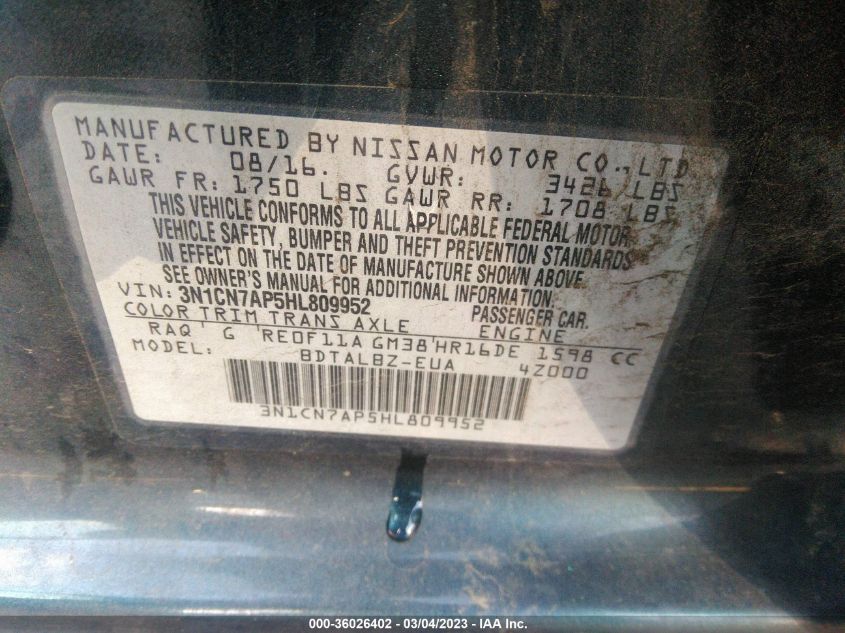 MANUFACTURED BY NISSAN MOTOR CO., LTD.
DATE: 08/16. GVWR: 3426 LBS
GAWR FR: 1750 LBS GAWR RR: 1708 LBS
THIS VEHICLE CONFORMS TO ALL APPLICABLE FEDERAL MOTOR
VEHICLE SAFETY, BUMPER AND THEFT PREVENTION STANDARDS
IN EFFECT ON THE DATE OF MANUFACTURE SHOWN ABOVE.
SEE OWNER'S MANUAL FOR ADDITIONAL INFORMATION.
VIN: 3N1CN7AP5HL809952 PASSENGER CAR.
COLOR TRIM TRANS AXLE ENGINE
RAQ' G 'RE0F11A GM38'HR16DE 1598 CC
MODEL: BDTALBZ-EUA 4Z000
3N1CN7AP5HL809952
000-36026402 - 03/04/2023 - IAA Inc.